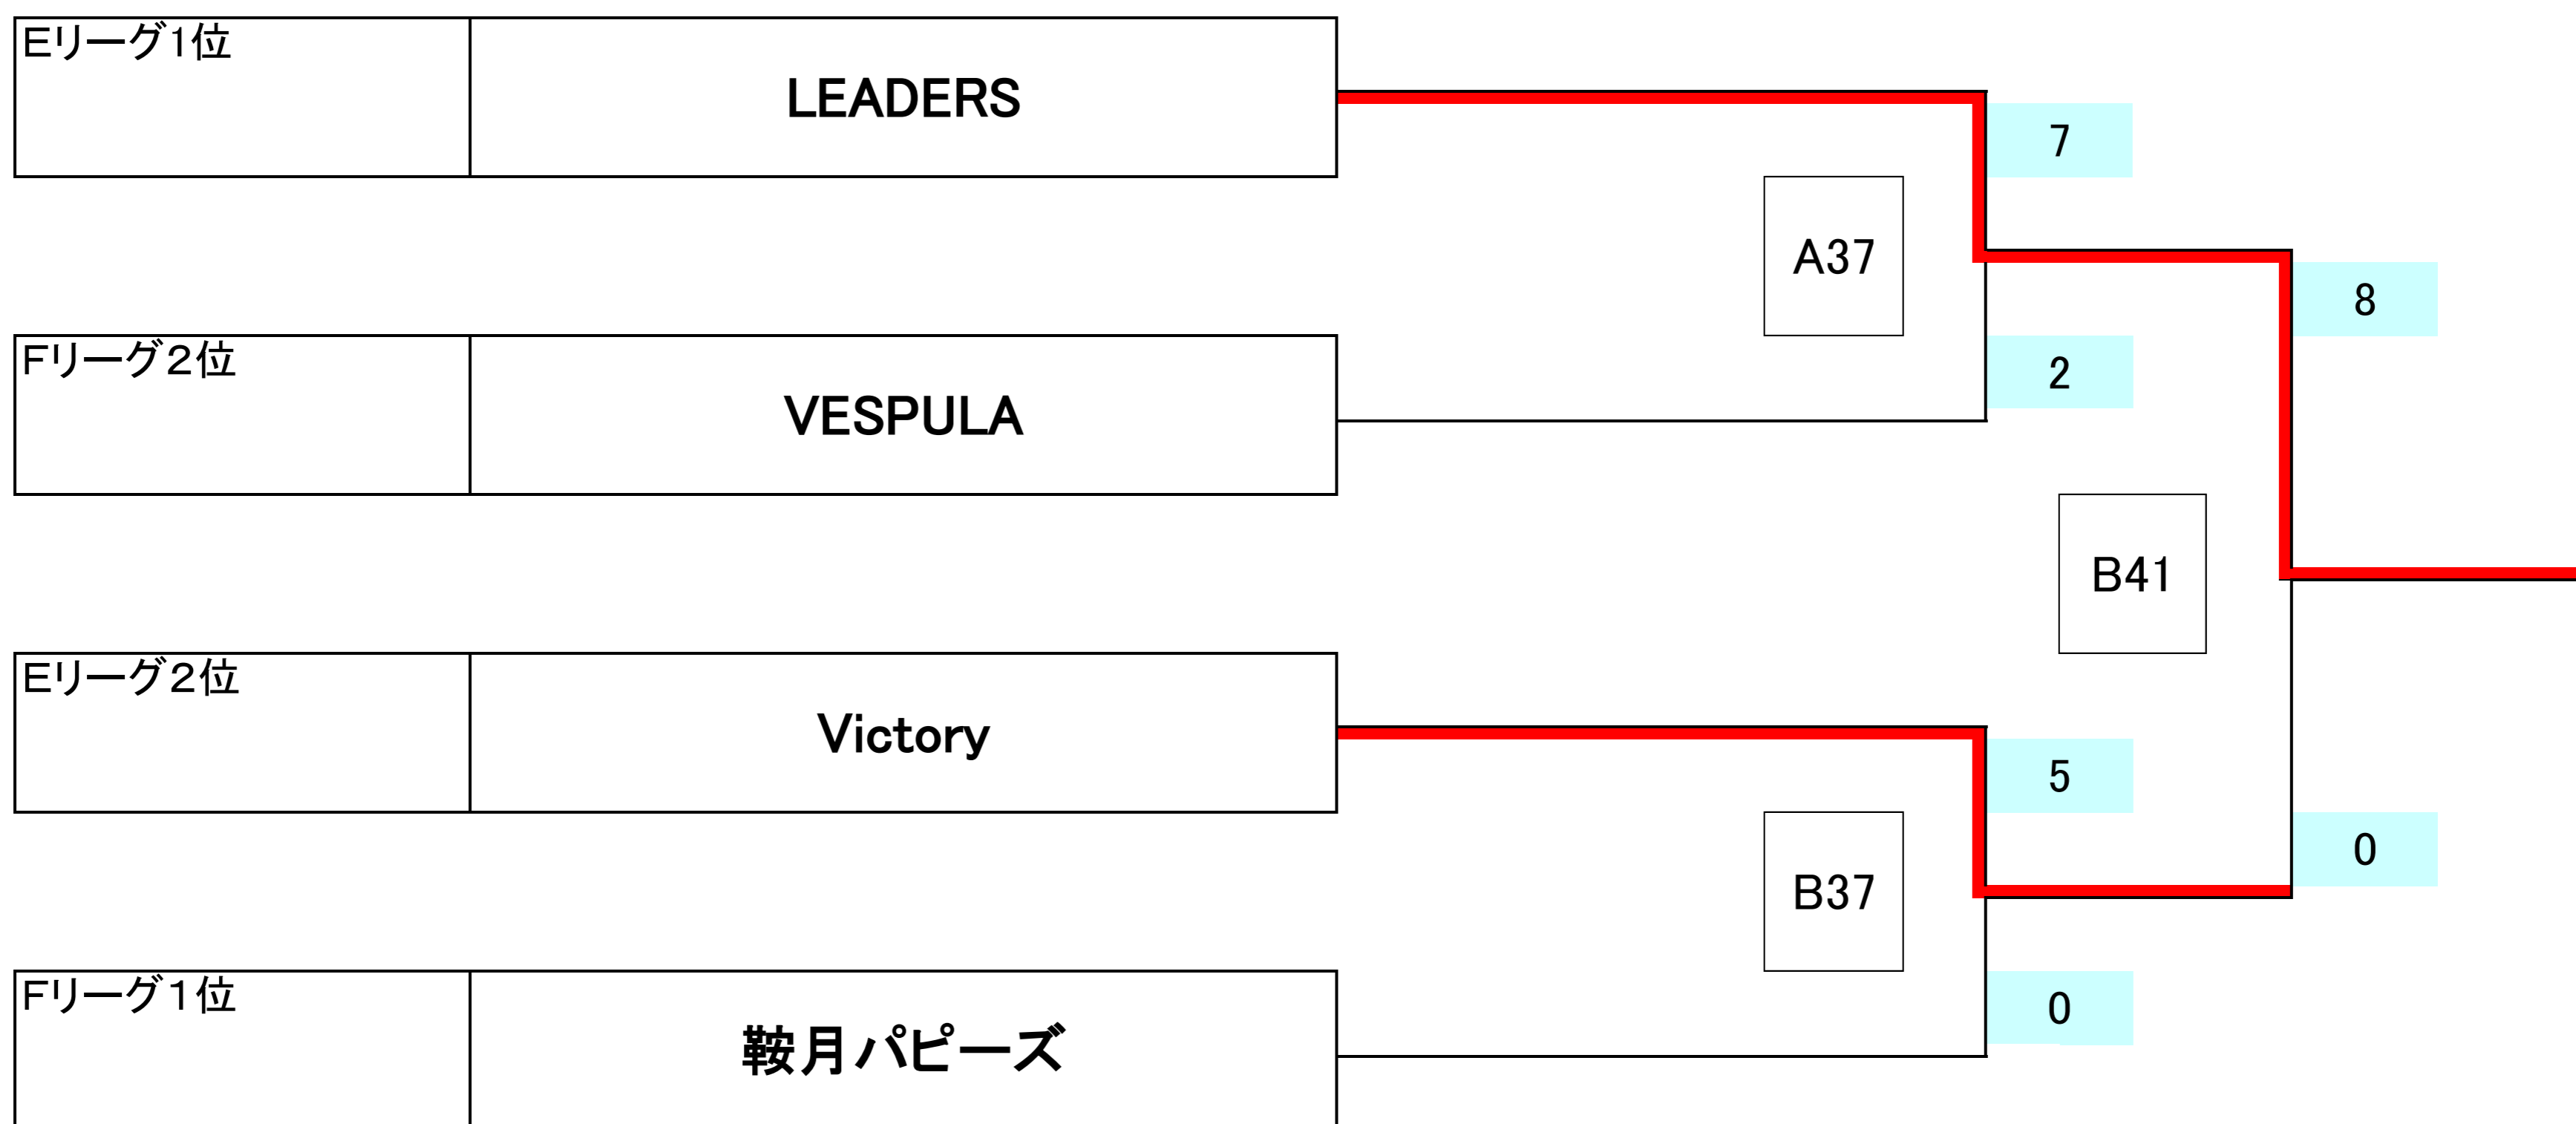 Eリーグ1位
LEADERS
7
A37
8
Fリーグ２位
VESPULA
2
B41
Eリーグ２位
Victory
5
B37
0
Fリーグ１位
鞍月パピーズ
0